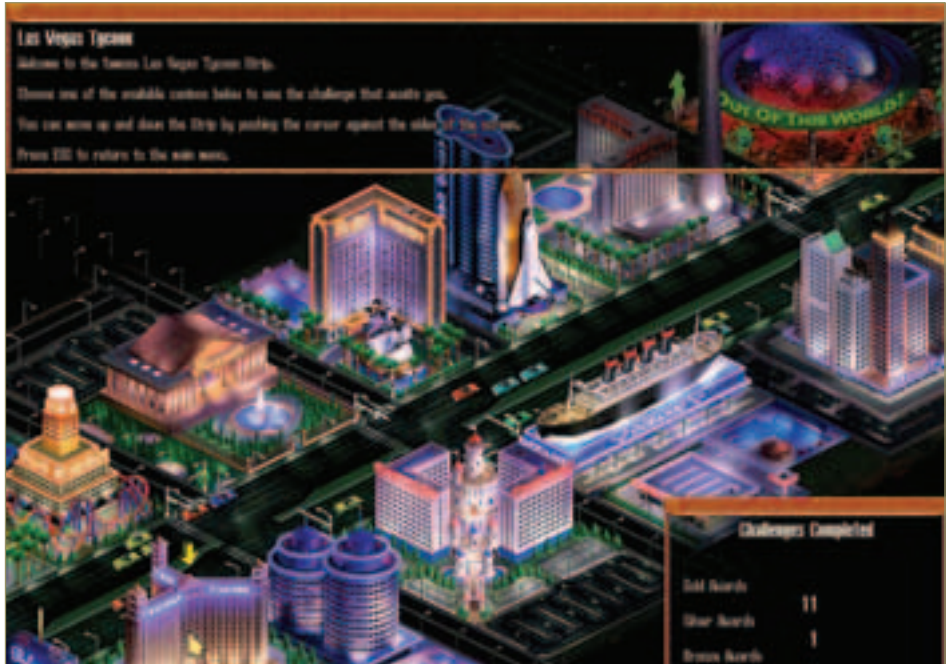 Las Vegas Tycoon
Welcome to the famous Las Vegas Tycoon Strip.
Choose one of the available casinos below to see the challenge that awaits you.
You can move up and down the Strip by pushing the cursor against the sides of the screen.
Press ESC to return to the main menu.
OUT OF THIS WORLD!
Challenges Completed
Gold Awards
11
Silver Awards
1
Bronze Awards